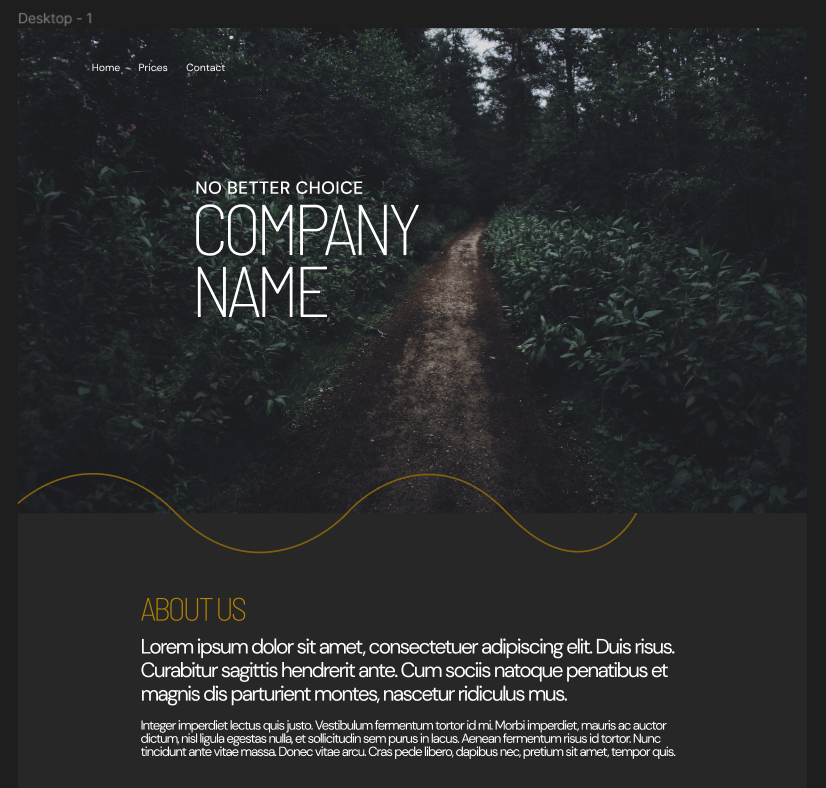 Desktop - 1
Home Prices Contact
NO BETTER CHOICE
COMPANY
NAME
ABOUT US
Lorem ipsum dolor sit amet, consectetuer adipiscing elit. Duis risus.
Curabitur sagittis hendrerit ante. Cum sociis natoque penatibus et
magnis dis parturient montes, nascetur ridiculus mus.
Integer imperdiet lectus quis justo. Vestibulum fermentum tortor id mi. Morbi imperdiet, mauris ac auctor
dictum, nisl ligula egestas nulla, et sollicitudin sem purus in lacus. Aenean fermentum risus id tortor. Nunc
tincidunt ante vitae massa. Donec vitae arcu. Cras pede libero, dapibus nec, pretium sit amet, tempor quis.